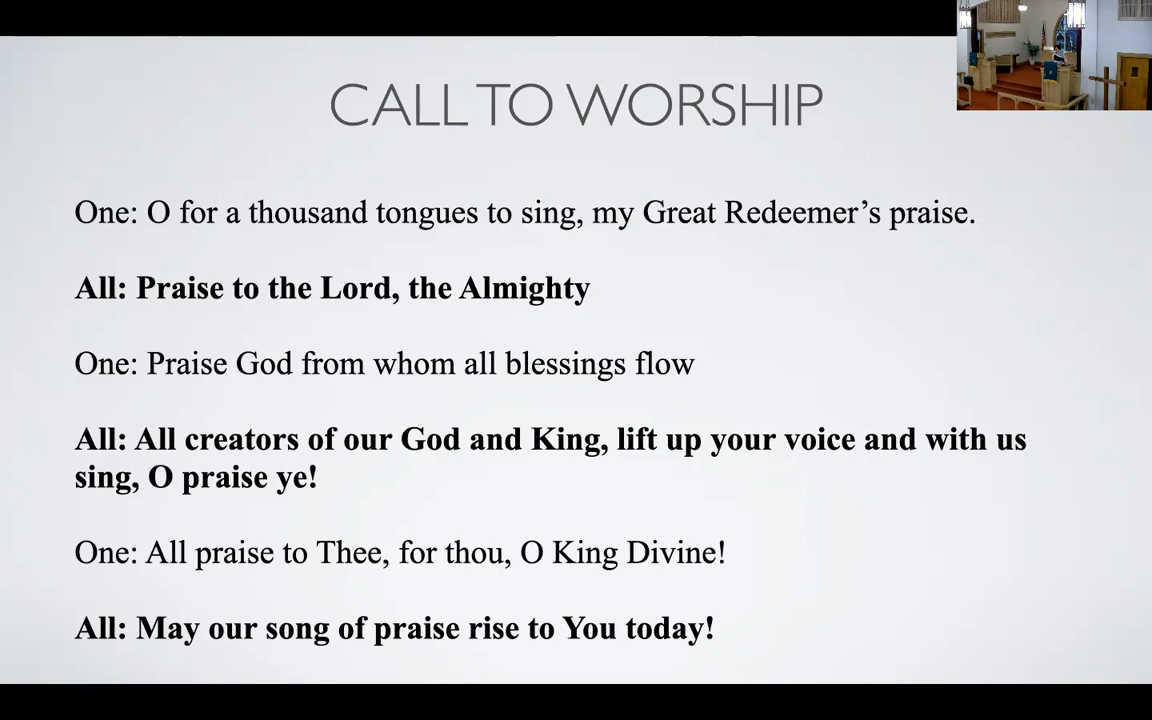 CALL TO WORSHIP
One: O for a thousand tongues to sing, my Great Redeemer’s praise.
All: Praise to the Lord, the Almighty
One: Praise God from whom all blessings flow
All: All creators of our God and King, lift up your voice and with us
sing, O praise ye!
One: All praise to Thee, for thou, O King Divine!
All: May our song of praise rise to You today!